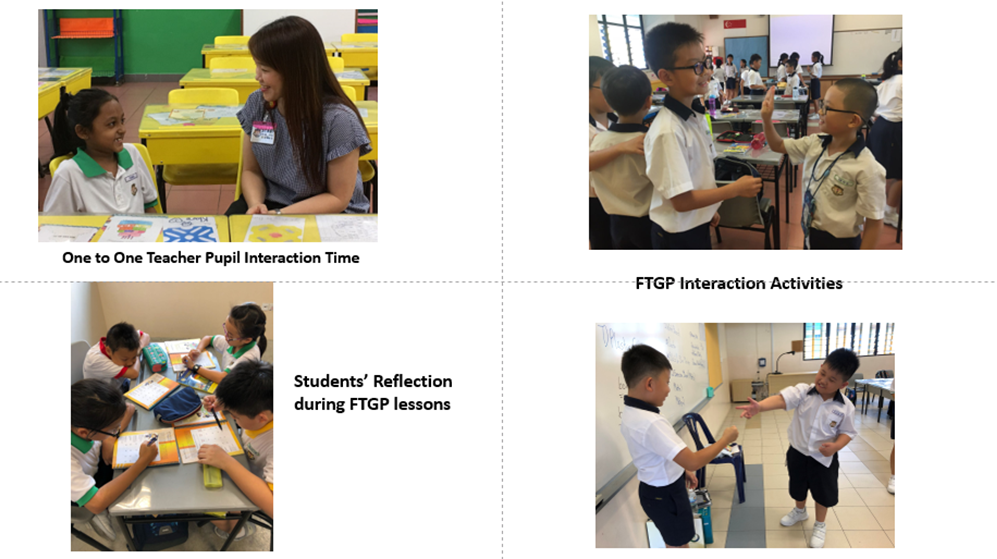 One to One Teacher Pupil Interaction Time
FTGP Interaction Activities
Students’ Reflection
during FTGP lessons